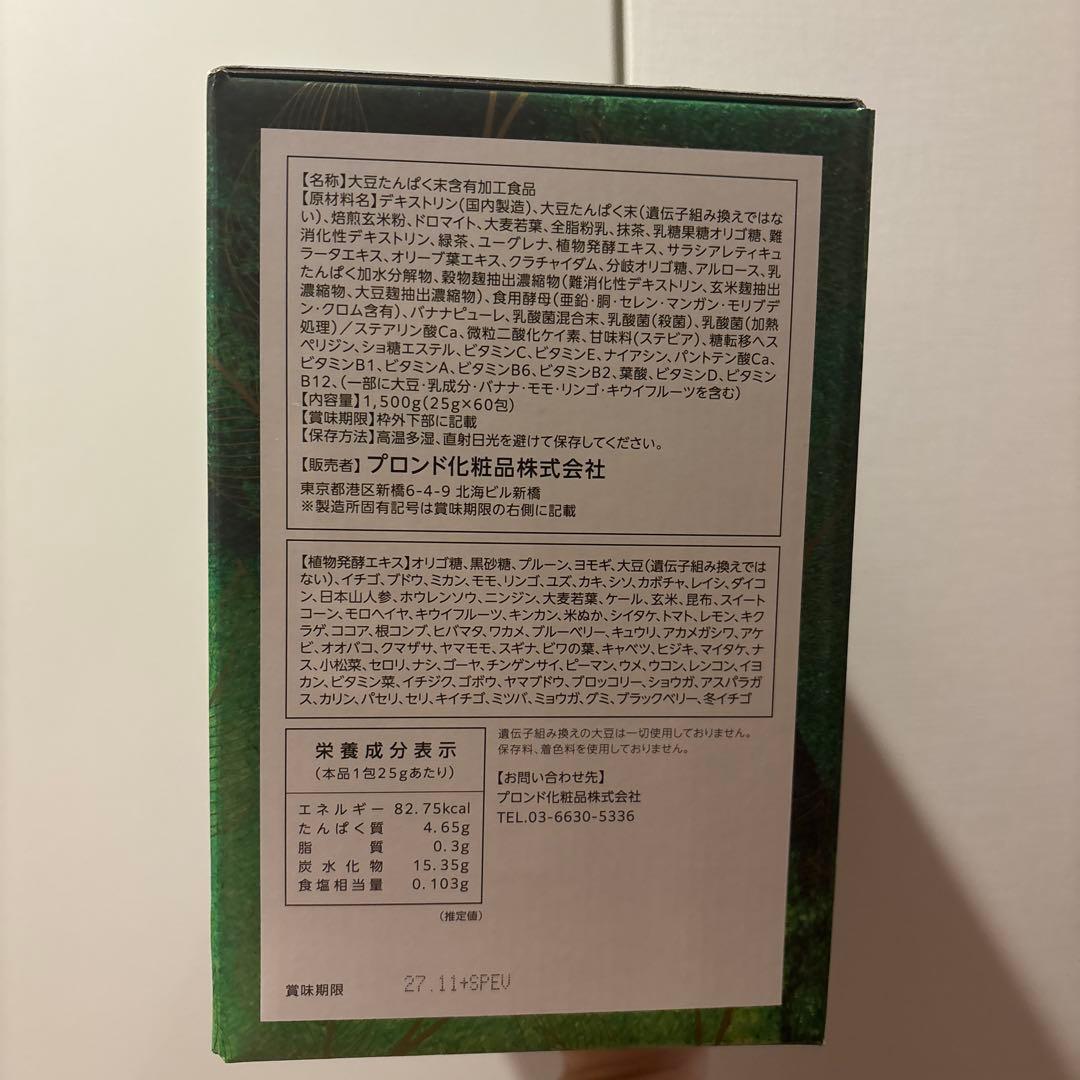 【名称】大豆たんぱく末含有加工食品
【原材料名】デキストリン(国内製造)、大豆たんぱく末(遺伝子組み換えではな
い)、焙煎玄米粉、ドロマイト、大麦若葉、全脂粉乳、抹茶、乳糖果糖オリゴ糖、難
消化性デキストリン、緑茶、ユーグレナ、植物発酵エキス、サラシアレティキュ
ラータエキス、オリーブ葉エキス、クラチャイダム、分岐オリゴ糖、アルロース、乳
たんぱく加水分解物、穀物麹抽出濃縮物(難消化性デキストリン、玄米麹抽出
濃縮物、大豆麹抽出濃縮物)、食用酵母(亜鉛・胴・セレン・マンガン・モリブデ
ン・クロム含有)、バナナピューレ、乳酸菌混合末、乳酸菌(殺菌)、乳酸菌(加熱
処理)／ステアリン酸Ca、微粒二酸化ケイ素、甘味料(ステビア)、糖転移ヘス
ペリジン、ショ糖エステル、ビタミンC、ビタミンE、ナイアシン、パントテン酸Ca、
ビタミンB1、ビタミンA、ビタミンB6、ビタミンB2、葉酸、ビタミンD、ビタミン
B12、(一部に大豆・乳成分・バナナ・モモ・リンゴ・キウイフルーツを含む)
【内容量】1,500g(25g×60包)
【賞味期限】枠外下部に記載
【保存方法】高温多湿、直射日光を避けて保存してください。
【販売者】プロンド化粧品株式会社
東京都港区新橋6-4-9 北海ビル新橋
※製造所固有記号は賞味期限の右側に記載
【植物発酵エキス】オリゴ糖、黒砂糖、プルーン、ヨモギ、大豆(遺伝子組み換えでは
ない)、イチゴ、ブドウ、ミカン、モモ、リンゴ、ユズ、カキ、シソ、カボチャ、レイシ、ダイコ
ン、日本山人参、ホウレンソウ、ニンジン、大麦若葉、ケール、玄米、昆布、スイート
コーン、モロヘイヤ、キウイフルーツ、キンカン、米ぬか、シイタケ、トマト、レモン、キク
ラゲ、ココア、根コンブ、ヒバマタ、ワカメ、ブルーベリー、キュウリ、アカメガシワ、アケ
ビ、オオバコ、クマザサ、ヤマモモ、スギナ、ビワの葉、キャベツ、ヒジキ、マイタケ、ナ
ス、小松菜、セロリ、ナシ、ゴーヤ、チンゲンサイ、ピーマン、ウメ、ウコン、レンコン、イヨ
カン、ビタミン菜、イチジク、ゴボウ、ヤマブドウ、ブロッコリー、ショウガ、アスパラガ
ス、カリン、パセリ、セリ、キイチゴ、ミツバ、ミョウガ、グミ、ブラックベリー、冬イチゴ
栄養成分表示
(本品1包25gあたり)
エネルギー 82.75kcal
たんぱく質 4.65g
脂質 0.3g
炭水化物 15.35g
食塩相当量 0.103g
(推定値)
遺伝子組み換えの大豆は一切使用しておりません。
保存料、着色料を使用しておりません。
【お問い合わせ先】
プロンド化粧品株式会社
TEL.03-6630-5336
賞味期限 27.11+SPEV